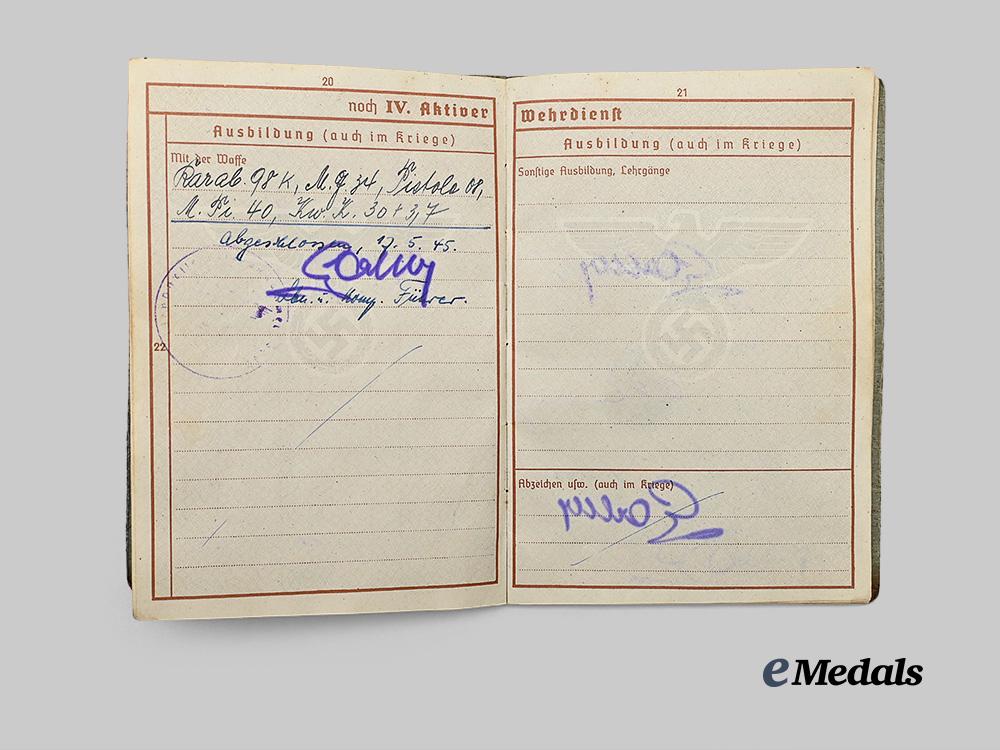 20
noch IV. Aktiver
Ausbildung (auch im Kriege)
Mit der Waffe
Karab. 98 K, M.G. 34, Pistole 08,
M. Pi. 40, Kw. K. 30 + 3,7
Abgeschlossen, 17. 5. 45.
u. Komp. Führer.
22
21
Wehrdienst
Ausbildung (auch im Kriege)
Sonstige Ausbildung, Lehrgänge
Abzeichen usw. (auch im Kriege)
eMedals